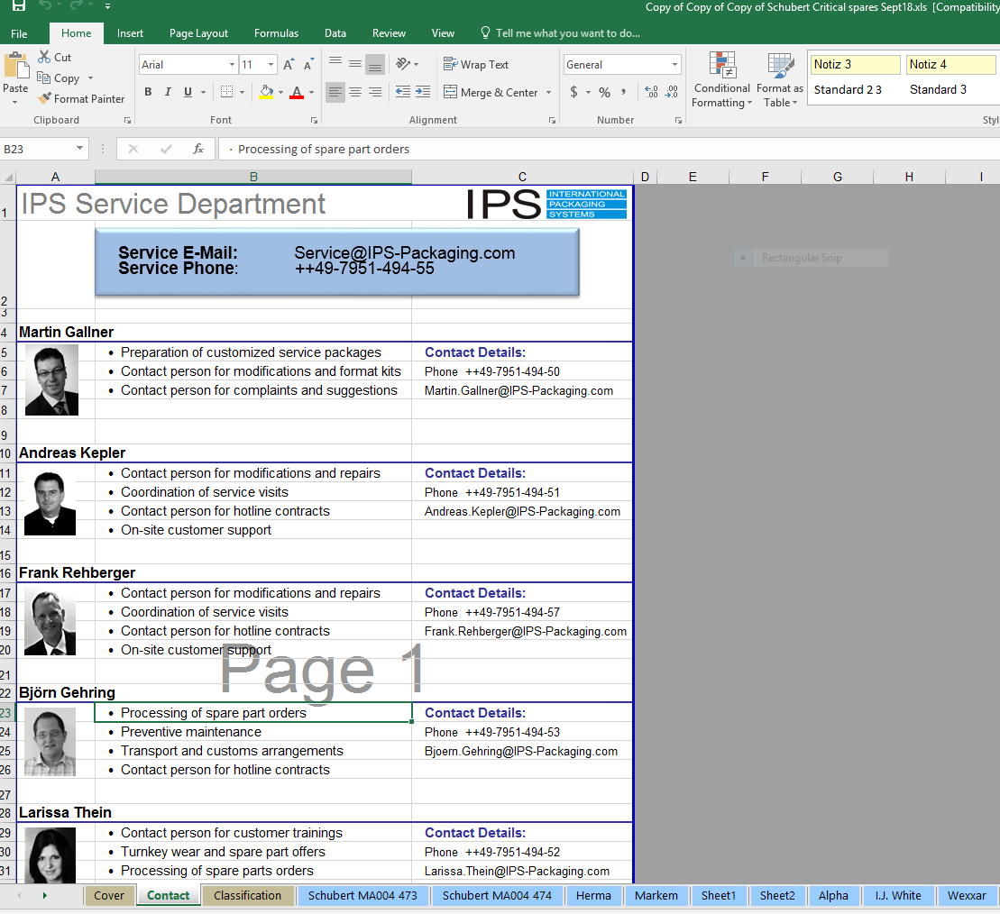 Copy of Copy of Copy of Schubert Critical spares Sept18.xls [Compatibility
File Home Insert Page Layout Formulas Data Review View Tell me what you want to do...
Paste
Cut
Copy
Format Painter
Clipboard
Arial 11
B I U
Font
Wrap Text
Merge & Center
Alignment
General
$ % ,
Number
Conditional Formatting
Format as Table
Notiz 3 Notiz 4
Standard 2 3 Standard 3
Styl
B23 fx · Processing of spare part orders
A B C D E F G H I
1 IPS Service Department IPS INTERNATIONAL PACKAGING SYSTEMS
Service E-Mail: Service@IPS-Packaging.com
Service Phone: ++49-7951-494-55
Rectangular Snip
2
3
4 Martin Gallner
5 • Preparation of customized service packages Contact Details:
6 • Contact person for modifications and format kits Phone ++49-7951-494-50
7 • Contact person for complaints and suggestions Martin.Gallner@IPS-Packaging.com
8
9
10 Andreas Kepler
11 • Contact person for modifications and repairs Contact Details:
12 • Coordination of service visits Phone ++49-7951-494-51
13 • Contact person for hotline contracts Andreas.Kepler@IPS-Packaging.com
14 • On-site customer support
15
16 Frank Rehberger
17 • Contact person for modifications and repairs Contact Details:
18 • Coordination of service visits Phone ++49-7951-494-57
19 • Contact person for hotline contracts Frank.Rehberger@IPS-Packaging.com
20 • On-site customer support
Page 1
21
22 Björn Gehring
23 • Processing of spare part orders Contact Details:
24 • Preventive maintenance Phone ++49-7951-494-53
25 • Transport and customs arrangements Bjoern.Gehring@IPS-Packaging.com
26 • Contact person for hotline contracts
27
28 Larissa Thein
29 • Contact person for customer trainings Contact Details:
30 • Turnkey wear and spare part offers Phone ++49-7951-494-52
31 • Processing of spare parts orders Larissa.Thein@IPS-Packaging.com
Cover Contact Classification Schubert MA004 473 Schubert MA004 474 Herma Markem Sheet1 Sheet2 Alpha I.J. White Wexxar